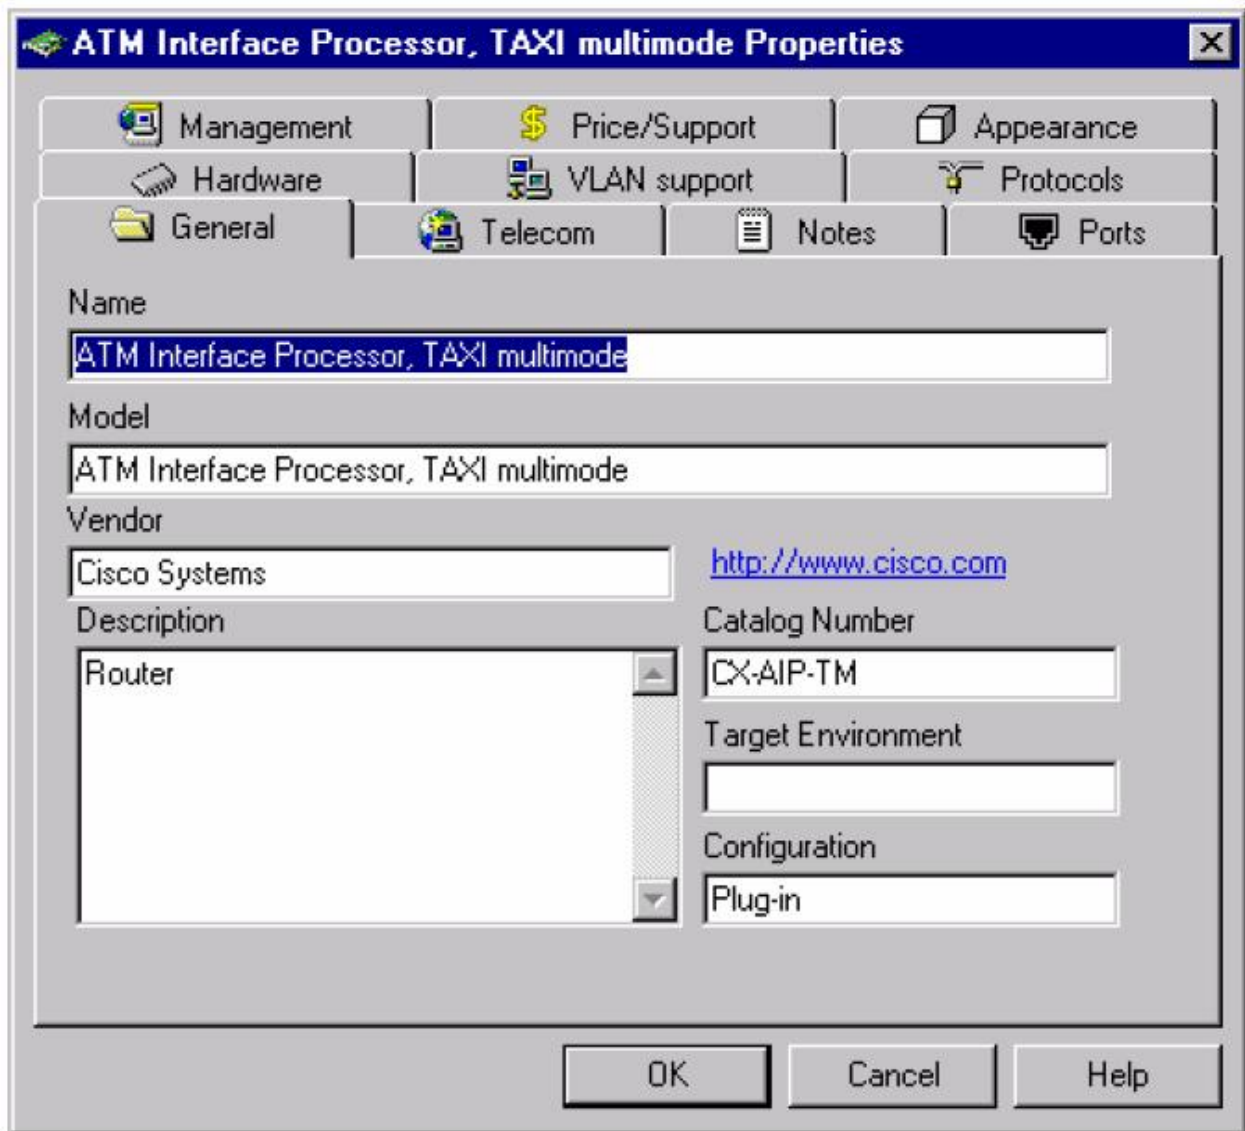 ATM Interface Processor, TAXI multimode Properties
Management Price/Support Appearance
Hardware VLAN support Protocols
General Telecom Notes Ports
Name
ATM Interface Processor, TAXI multimode
Model
ATM Interface Processor, TAXI multimode
Vendor
Cisco Systems
http://www.cisco.com
Description
Router
Catalog Number
CX-AIP-TM
Target Environment
Configuration
Plug-in
OK Cancel Help